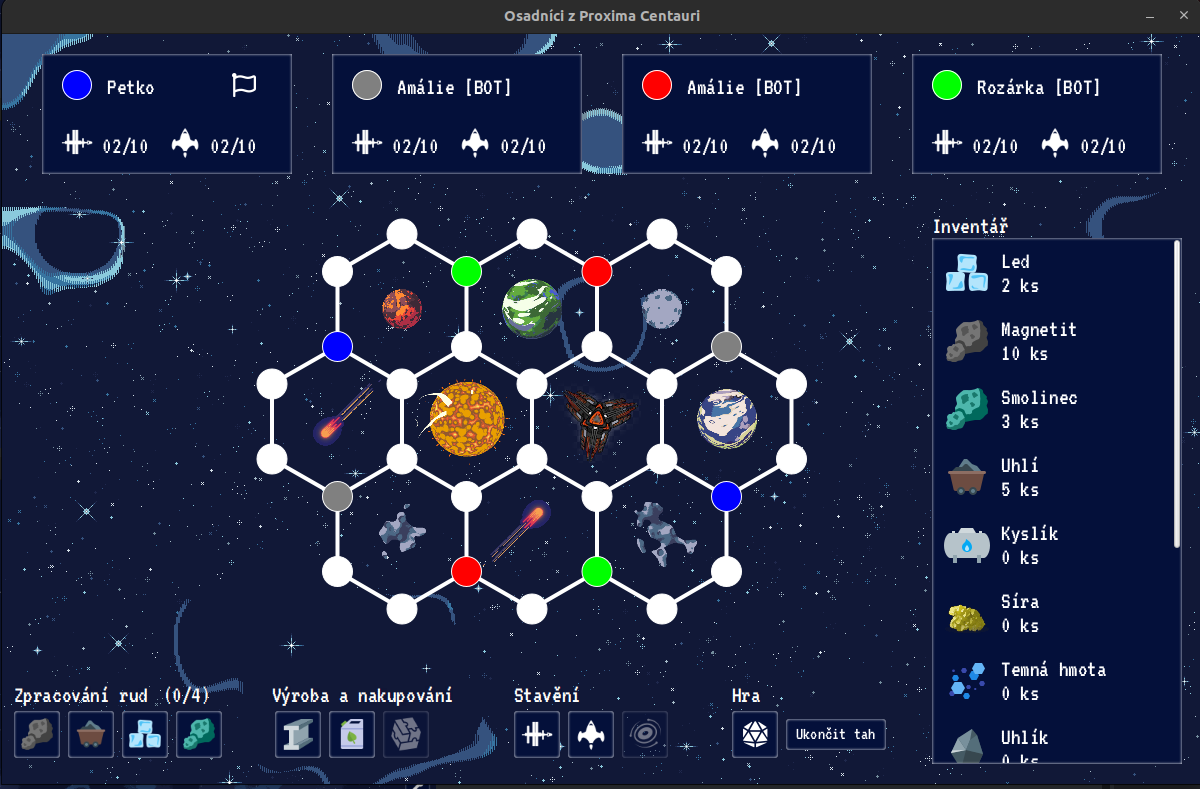 Osadníci z Proxima Centauri
Petko
02/10 02/10
Amálie [BOT]
02/10 02/10
Amálie [BOT]
02/10 02/10
Rozárka [BOT]
02/10 02/10
Inventář
Led
2 ks
Magnetit
10 ks
Smolinec
3 ks
Uhlí
5 ks
Kyslík
0 ks
Síra
0 ks
Temná hmota
0 ks
Uhlík
0 ks
Zpracování rud (0/4)
Výroba a nakupování
Stavění
Hra
Ukončit tah